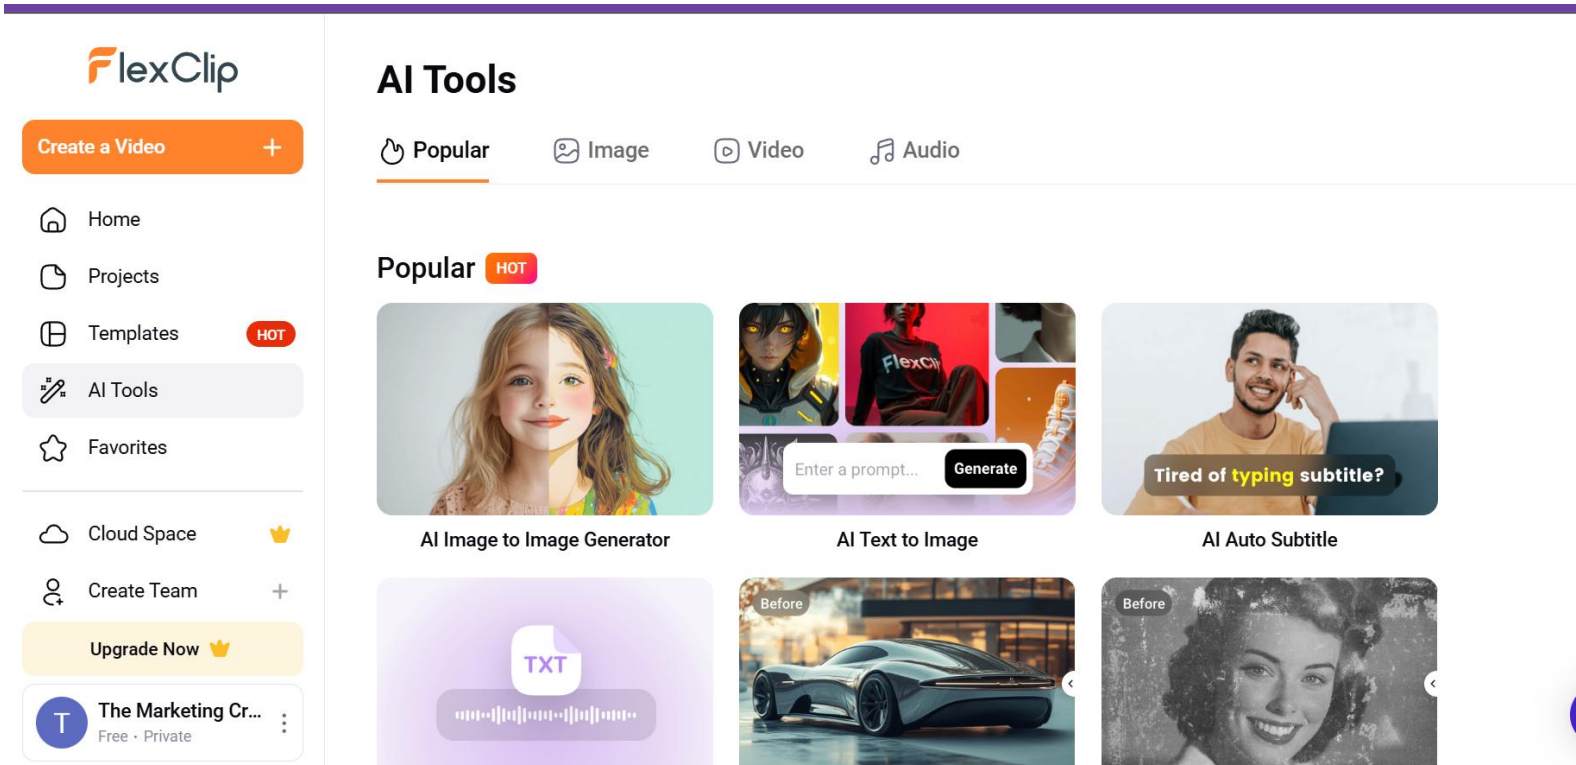 FlexClip
Create a Video +
Home
Projects
Templates HOT
AI Tools
Favorites
Cloud Space
Create Team +
Upgrade Now
T
The Marketing Cr...
Free · Private
AI Tools
Popular Image Video Audio
Popular HOT
FlexCli
Enter a prompt... Generate
Tired of typing subtitle?
AI Image to Image Generator
AI Text to Image
AI Auto Subtitle
TXT
Before
Before